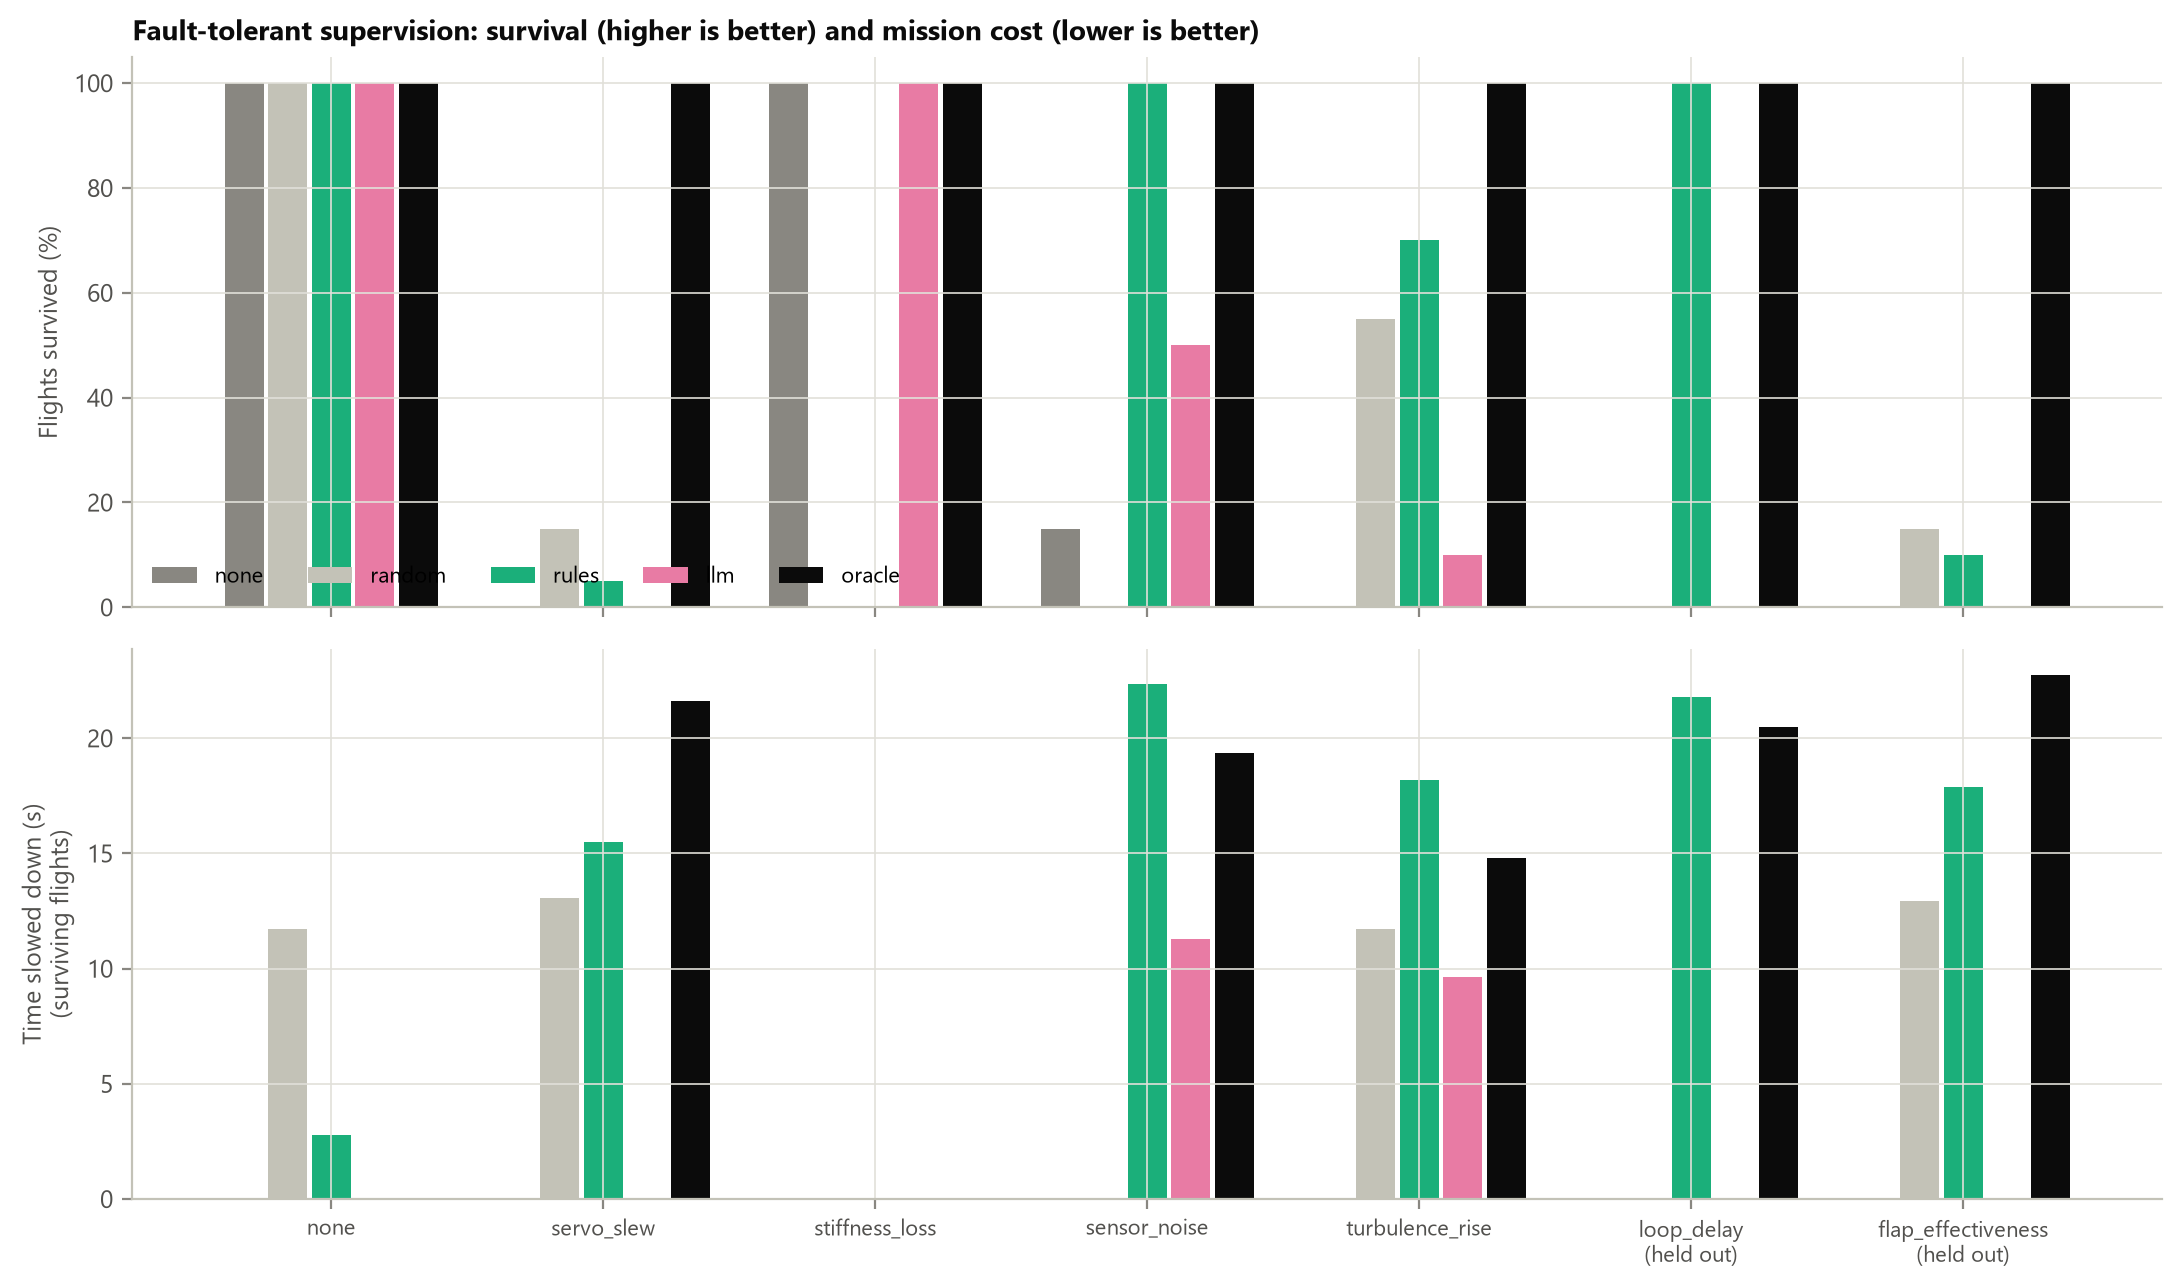 Fault-tolerant supervision: survival (higher is better) and mission cost (lower is better)
Flights survived (%)
100
80
60
40
20
0
none random rules llm oracle
Time slowed down (s)
(surviving flights)
20
15
10
5
0
none servo_slew stiffness_loss sensor_noise turbulence_rise loop_delay flap_effectiveness
(held out) (held out)